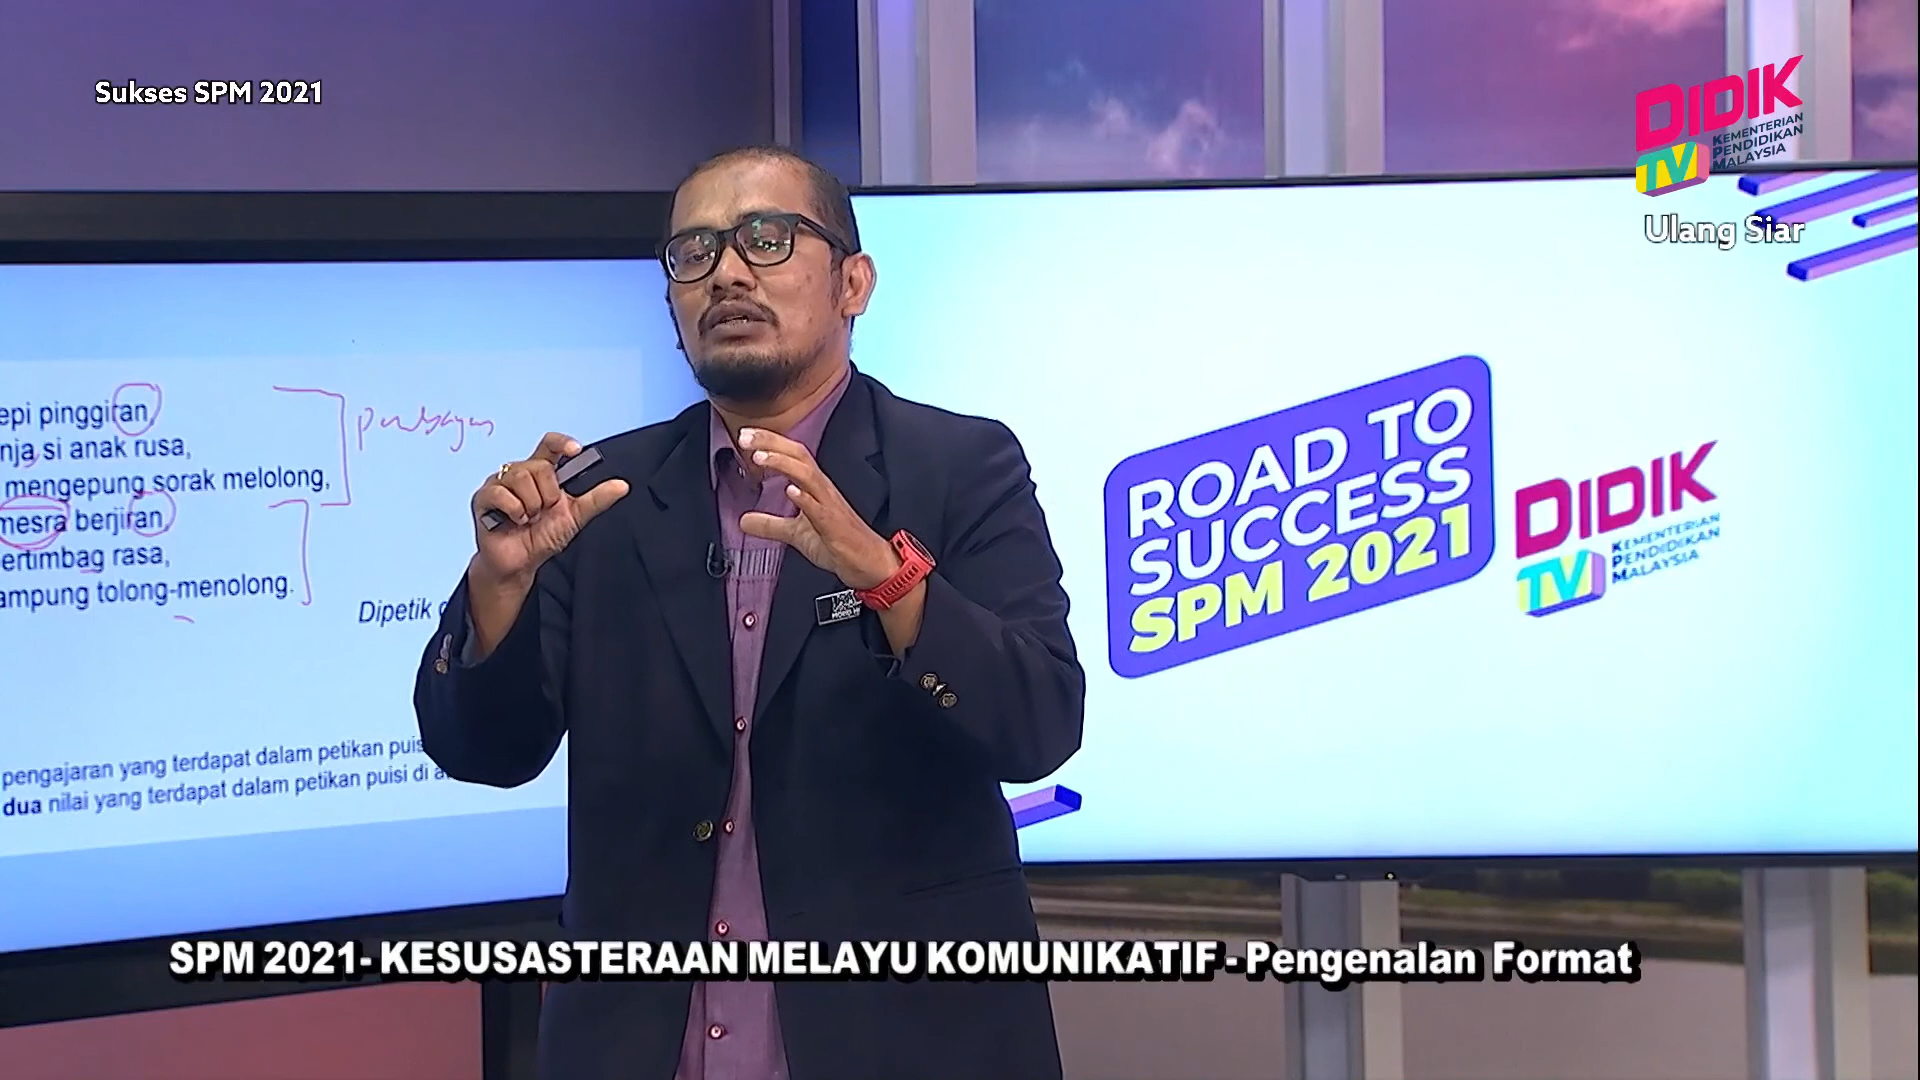 Sukses SPM 2021
DIDIK
TV
KEMENTERIAN
PENDIDIKAN
MALAYSIA
Ulang Siar
epi pinggiran,
nja si anak rusa,
mengepung sorak melolong,
mesra berjiran,
ertimbag rasa,
ampung tolong-menolong.
Dipetik
pengajaran yang terdapat dalam petikan puis
dua nilai yang terdapat dalam petikan puisi di a
ROAD TO
SUCCESS
SPM 2021
DIDIK
TV
KEMENTERIAN
PENDIDIKAN
MALAYSIA
SPM 2021- KESUSASTERAAN MELAYU KOMUNIKATIF - Pengenalan Format